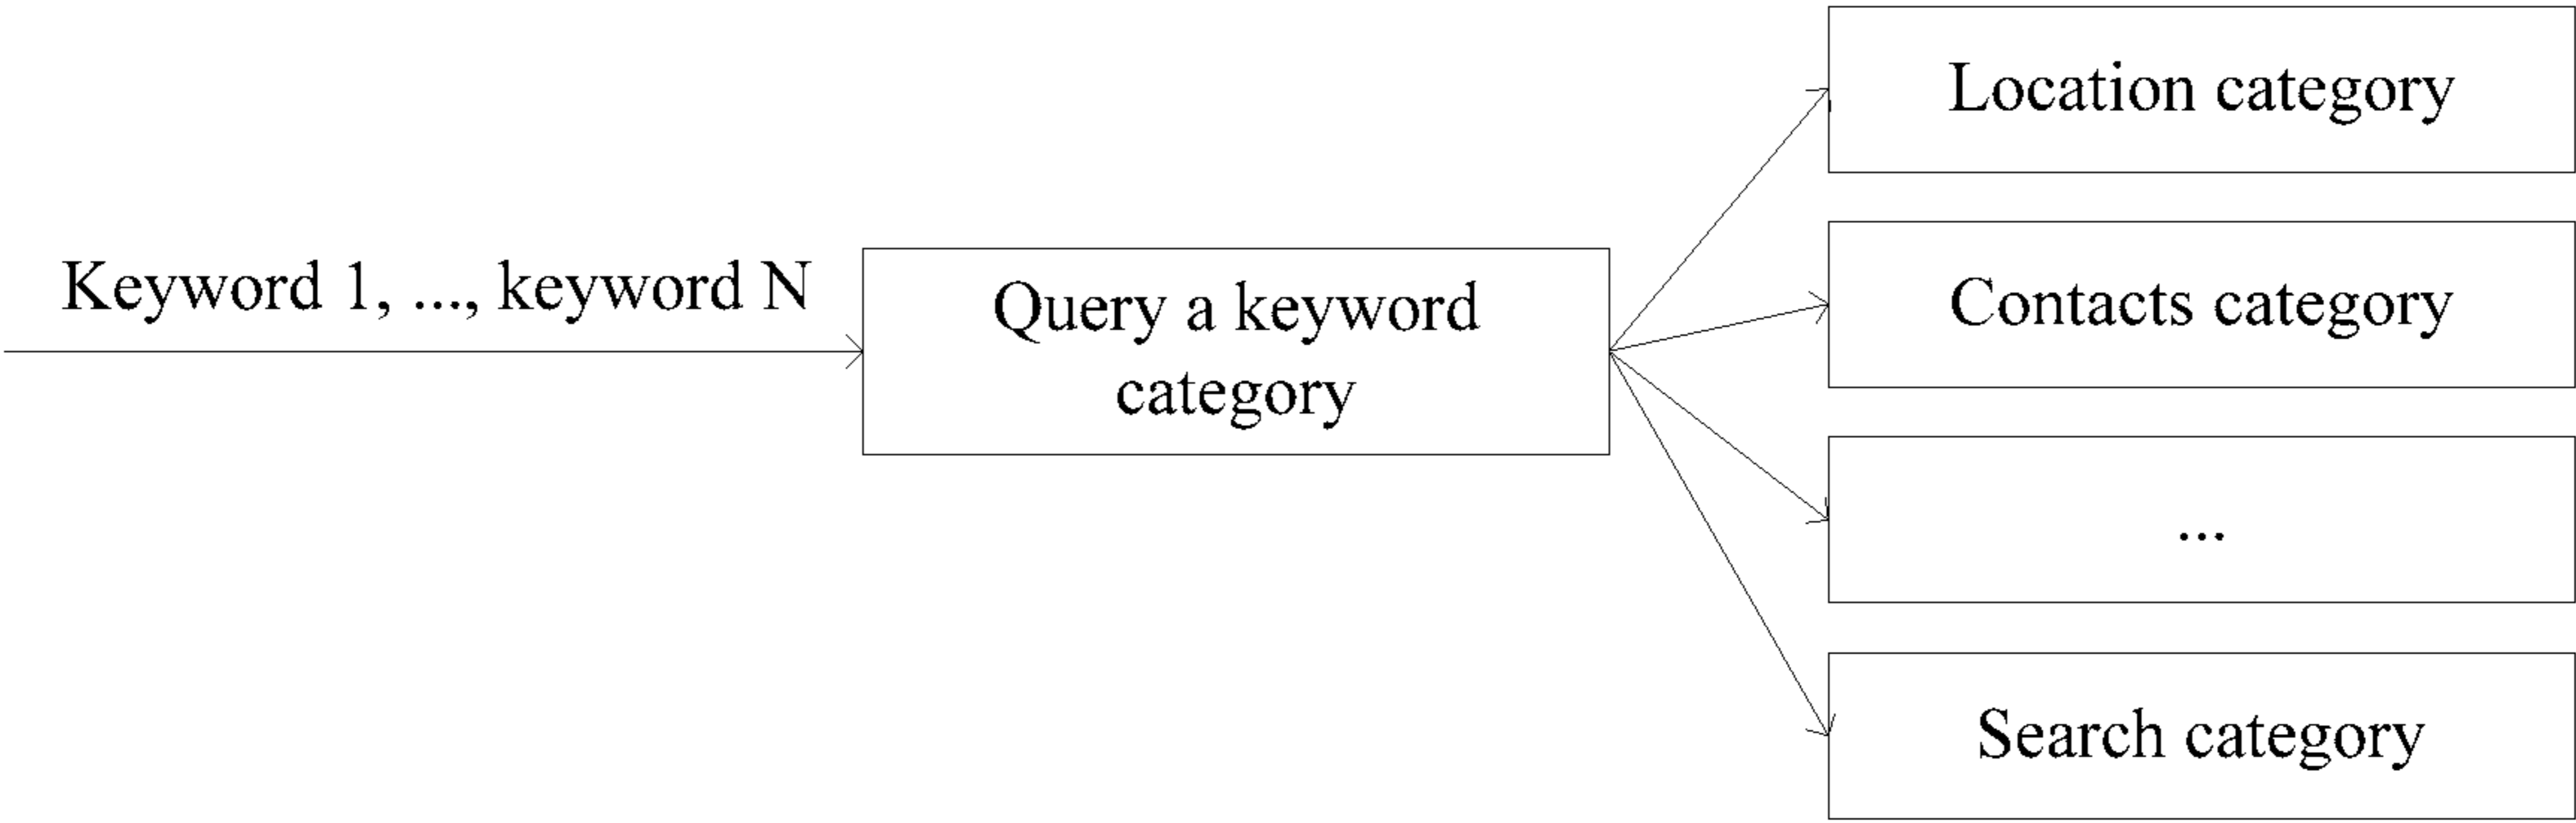 Keyword 1, ..., keyword N
Query a keyword
category
Location category
Contacts category
...
Search category